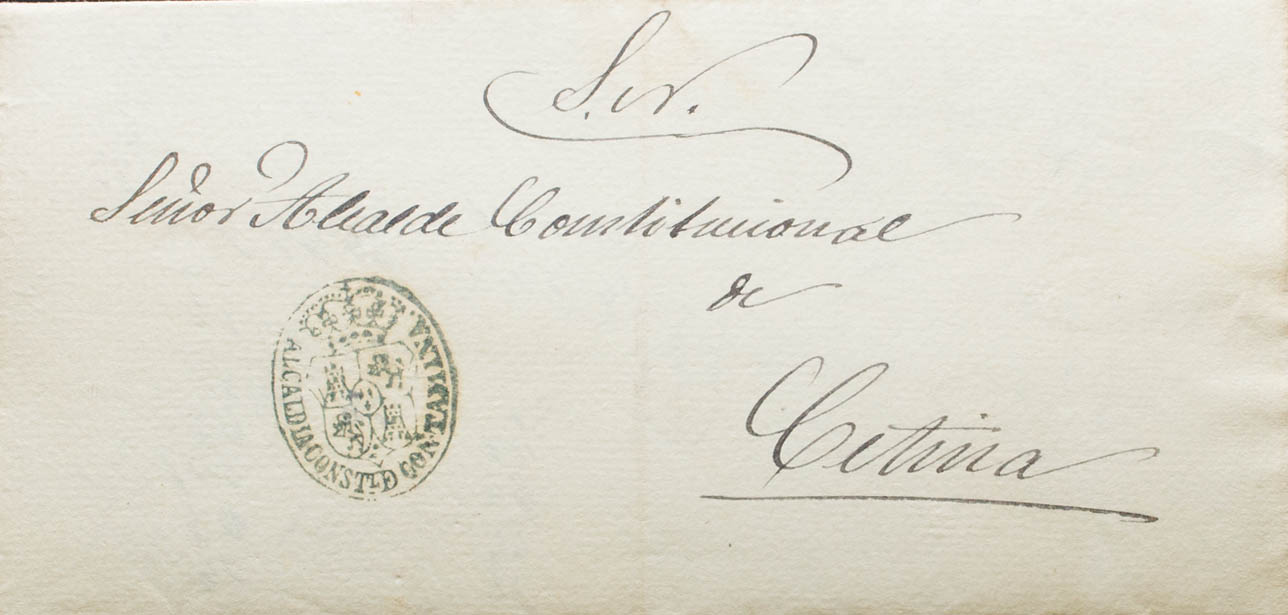 S. N.
Señor Alcalde Constitucional
de
Cetina
ALCALDIA CONST.L D CONTAMINA.